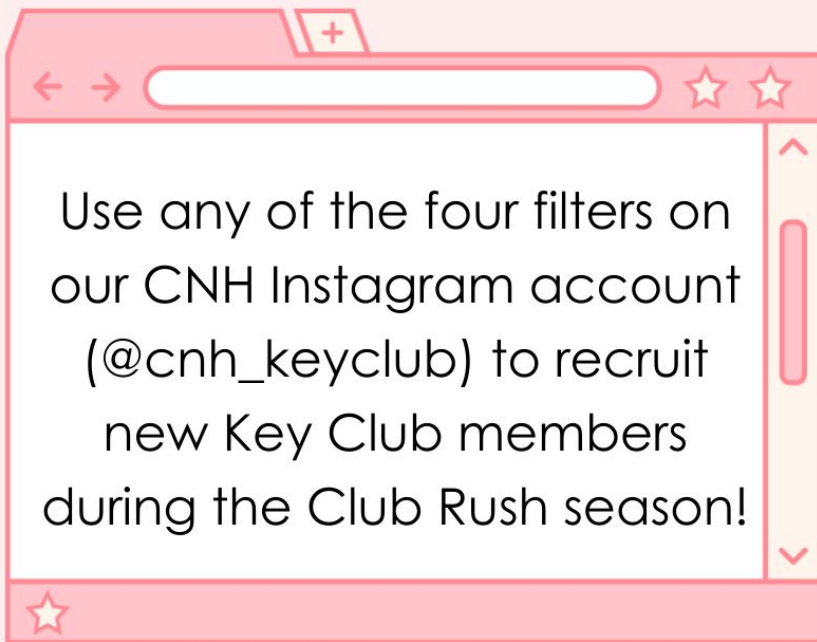 Use any of the four filters on
our CNH Instagram account
(@cnh_keyclub) to recruit
new Key Club members
during the Club Rush season!